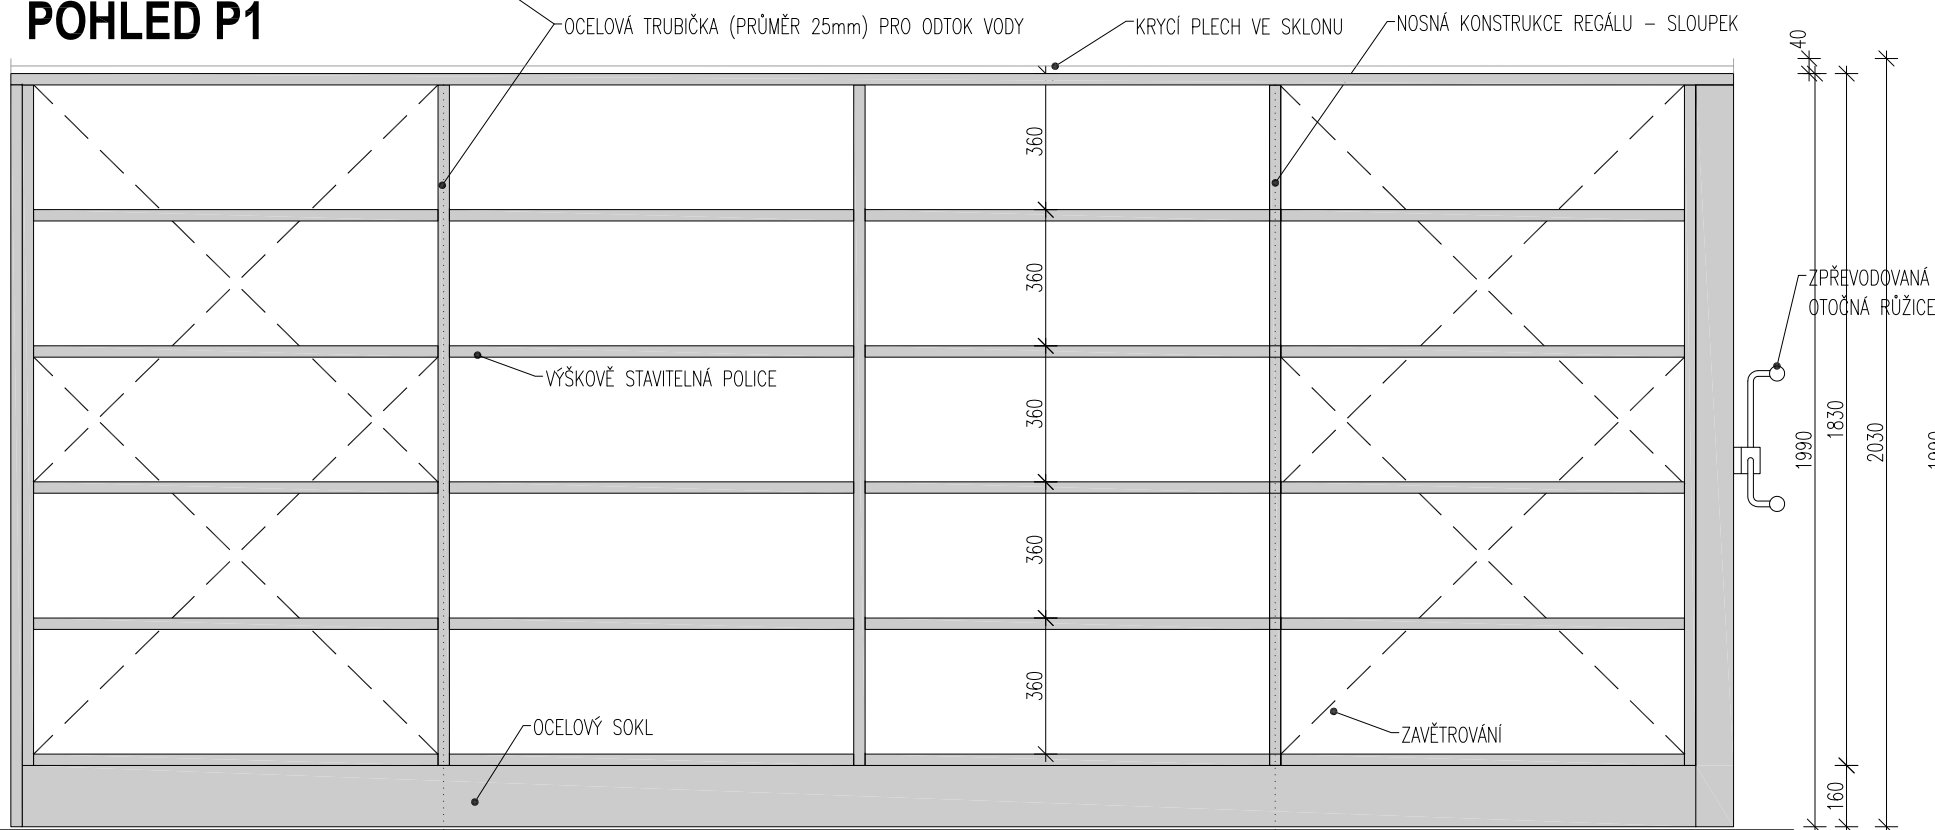 POHLED P1
OCELOVÁ TRUBIČKA (PRŮMĚR 25mm) PRO ODTOK VODY
KRYCÍ PLECH VE SKLONU
NOSNÁ KONSTRUKCE REGÁLU – SLOUPEK
40
360
360
ZPŘEVODOVANÁ
OTOČNÁ RŮŽICE
VÝŠKOVĚ STAVITELNÁ POLICE
360
1990
1830
2030
360
360
OCELOVÝ SOKL
ZAVĚTROVÁNÍ
160